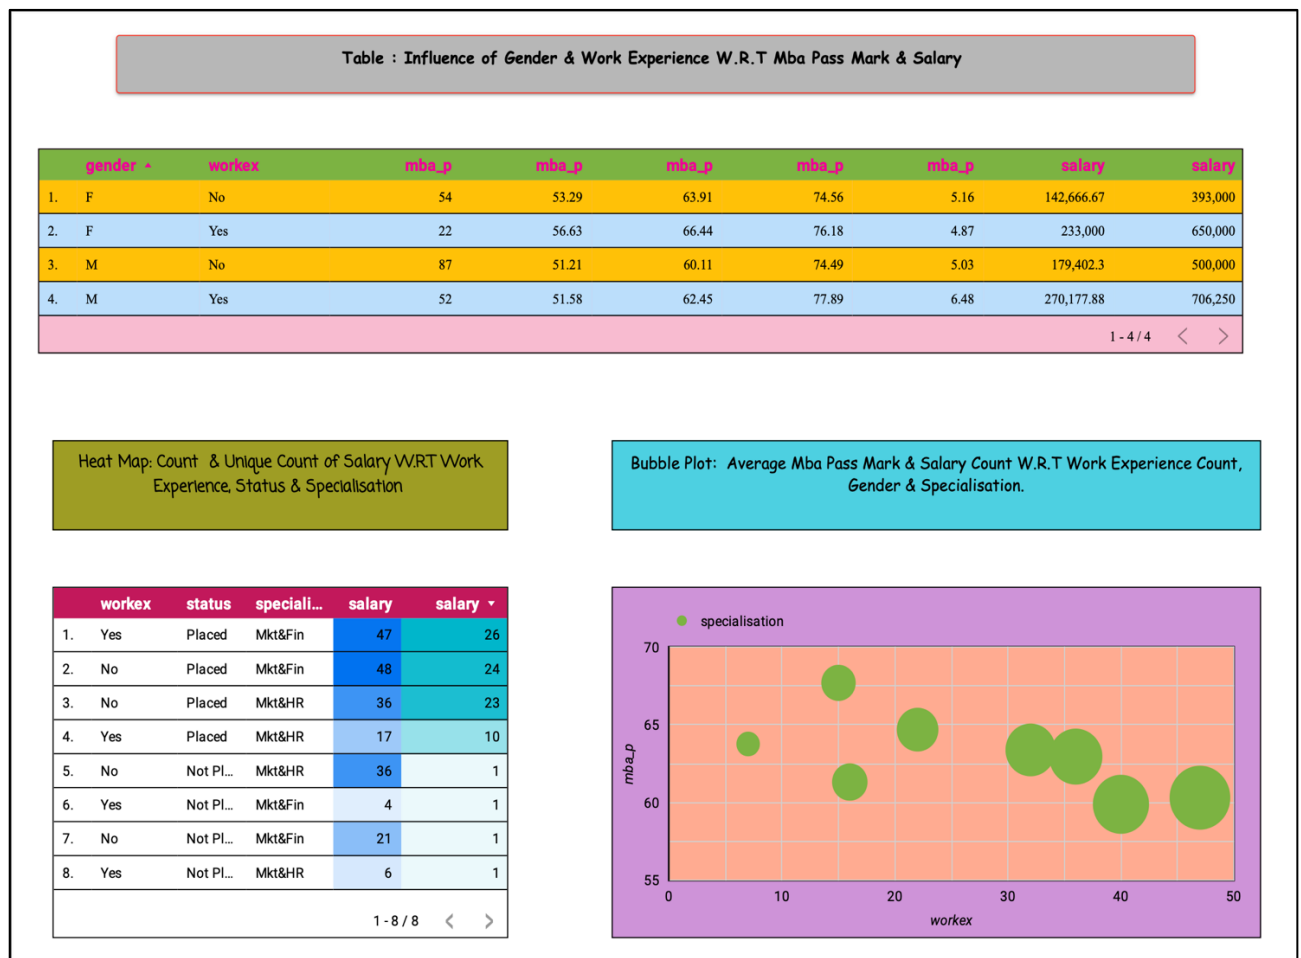 Table : Influence of Gender & Work Experience W.R.T Mba Pass Mark & Salary
gender workex mba_p mba_p mba_p mba_p mba_p salary salary
1. F No 54 53.29 63.91 74.56 5.16 142,666.67 393,000
2. F Yes 22 56.63 66.44 76.18 4.87 233,000 650,000
3. M No 87 51.21 60.11 74.49 5.03 179,402.3 500,000
4. M Yes 52 51.58 62.45 77.89 6.48 270,177.88 706,250
1 - 4 / 4
Heat Map: Count & Unique Count of Salary W.RT Work
Experience, Status & Specialisation
Bubble Plot: Average Mba Pass Mark & Salary Count W.R.T Work Experience Count,
Gender & Specialisation.
workex status speciali... salary salary
1. Yes Placed Mkt&Fin 47 26
2. No Placed Mkt&Fin 48 24
3. No Placed Mkt&HR 36 23
4. Yes Placed Mkt&HR 17 10
5. No Not Pl... Mkt&HR 36 1
6. Yes Not Pl... Mkt&Fin 4 1
7. No Not Pl... Mkt&Fin 21 1
8. Yes Not Pl... Mkt&HR 6 1
1 - 8 / 8
specialisation
70
65
60
55
mba_p
0 10 20 30 40 50
workex